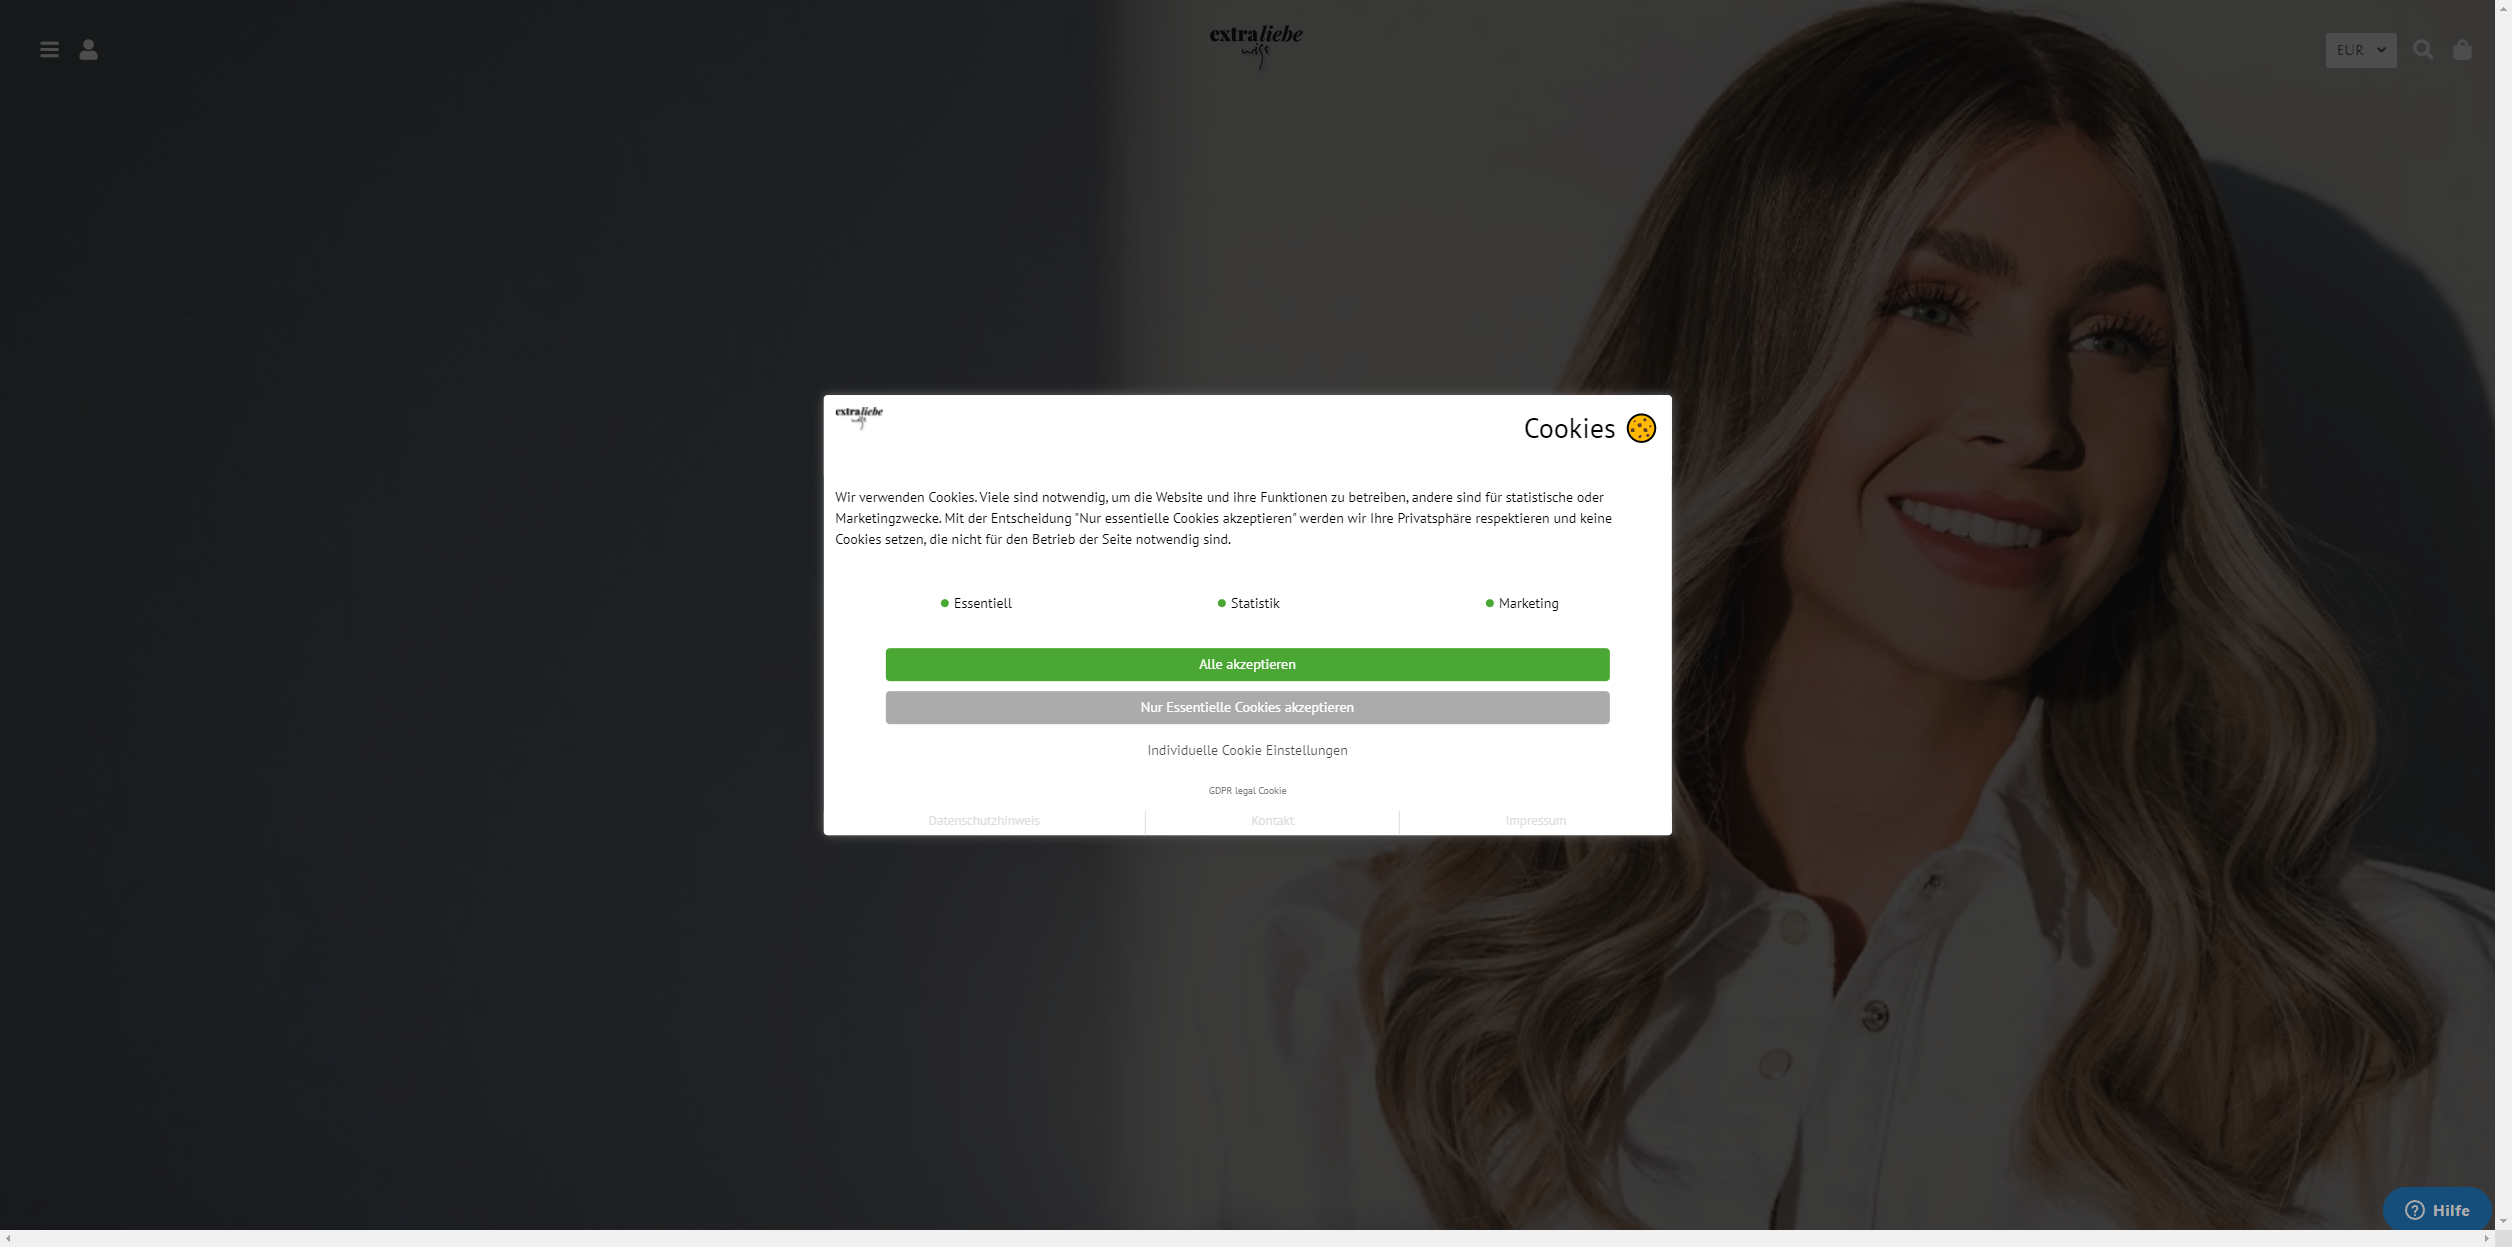 extraliebe
wigs
EUR
extraliebe
wigs
Cookies
Wir verwenden Cookies. Viele sind notwendig, um die Website und ihre Funktionen zu betreiben, andere sind für statistische oder
Marketingzwecke. Mit der Entscheidung "Nur essentielle Cookies akzeptieren" werden wir Ihre Privatsphäre respektieren und keine
Cookies setzen, die nicht für den Betrieb der Seite notwendig sind.
Essentiell Statistik Marketing
Alle akzeptieren
Nur Essentielle Cookies akzeptieren
Individuelle Cookie Einstellungen
GDPR legal Cookie
Datenschutzhinweis Kontakt Impressum
Hilfe